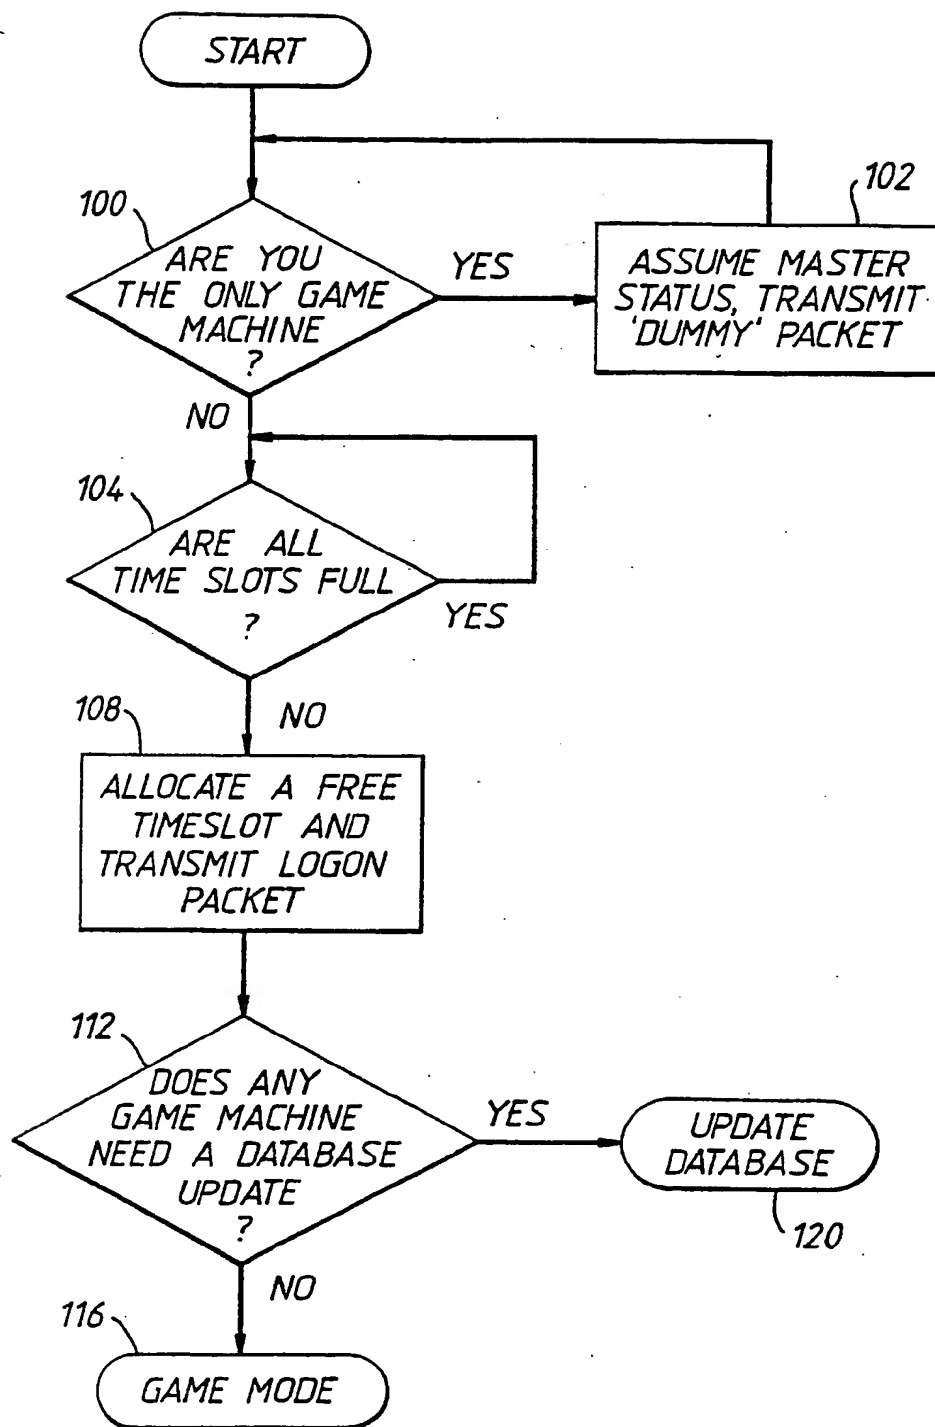 START
100
ARE YOU
THE ONLY GAME
MACHINE
?
YES
102
ASSUME MASTER
STATUS, TRANSMIT
'DUMMY' PACKET
NO
104
ARE ALL
TIME SLOTS FULL
?
YES
NO
108
ALLOCATE A FREE
TIMESLOT AND
TRANSMIT LOGON
PACKET
112
DOES ANY
GAME MACHINE
NEED A DATABASE
UPDATE
?
YES
UPDATE
DATABASE
120
NO
116
GAME MODE